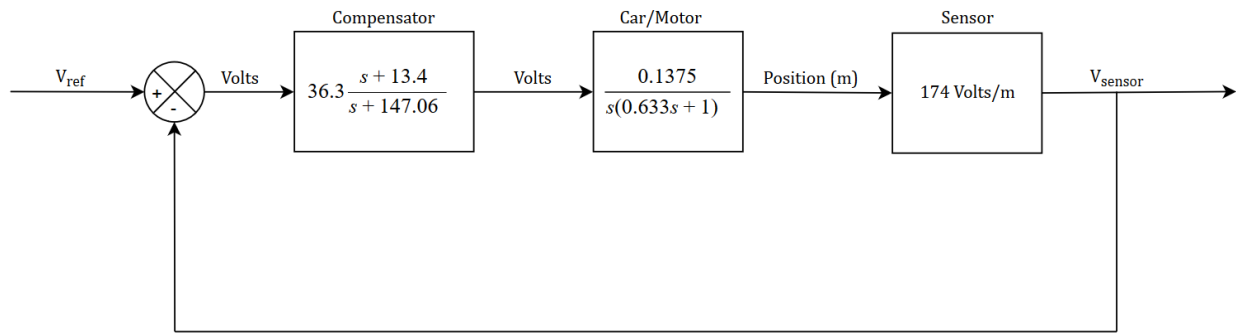 Compensator
Car/Motor
Sensor
V_ref
+
-
Volts
36.3 (s + 13.4)/(s + 147.06)
Volts
0.1375/(s(0.633s + 1))
Position (m)
174 Volts/m
V_sensor